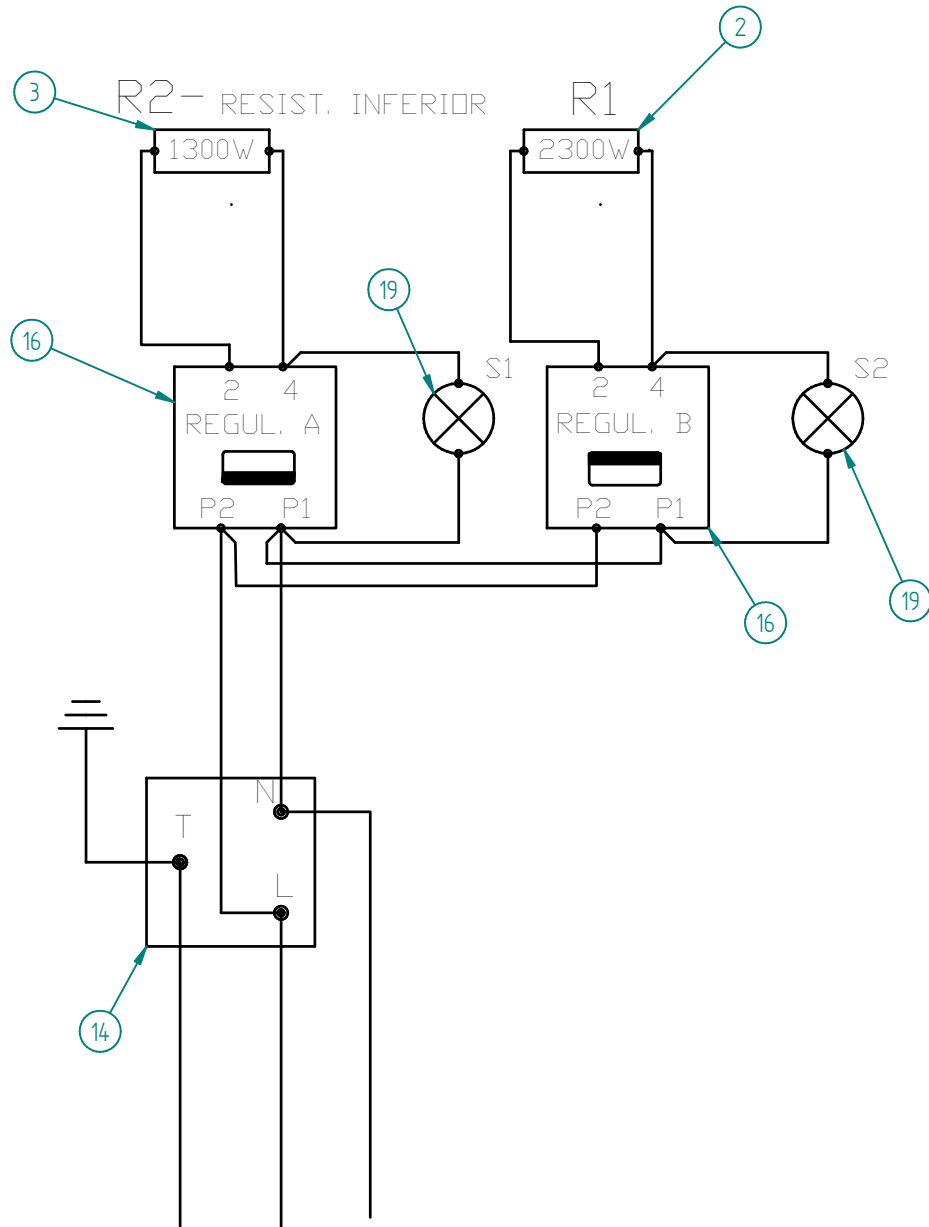 2
3
R2- RESIST. INFERIOR
R1
1300W
2300W
19
16
S1
S2
2 4
2 4
REGUL. A
REGUL. B
P2 P1
P2 P1
19
16
N
T
L
14